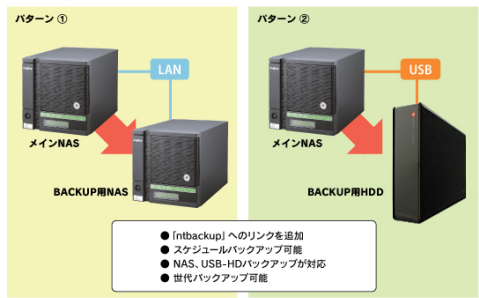 パターン ①
LAN
メインNAS
BACKUP用NAS
パターン ②
USB
メインNAS
BACKUP用HDD
● 「ntbackup」へのリンクを追加
● スケジュールバックアップ可能
● NAS、USB-HDバックアップが対応
● 世代バックアップ可能